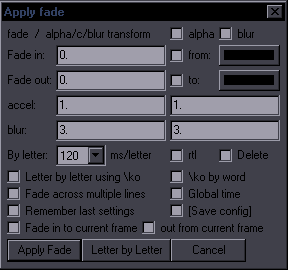 Apply fade
fade / alpha/c/blur transform alpha blur
Fade in: 0. from:
Fade out: 0. to:
accel: 1. 1.
blur: 3. 3.
By letter: 120 ms/letter rtl Delete
Letter by letter using \ko \ko by word
Fade across multiple lines Global time
Remember last settings [Save config]
Fade in to current frame out from current frame
Apply Fade Letter by Letter Cancel